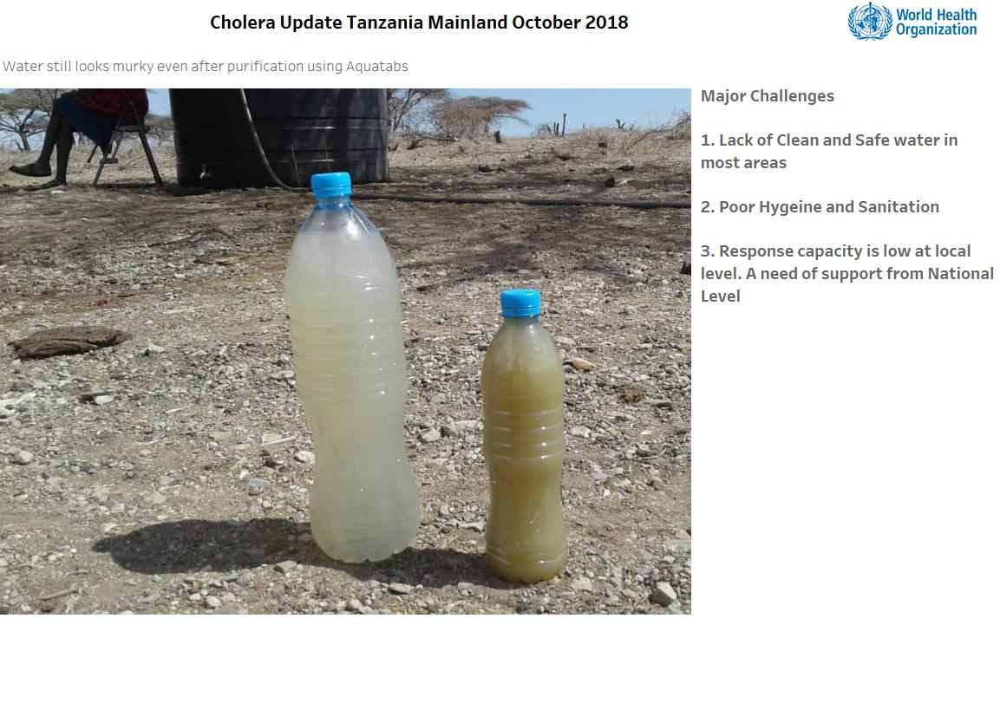 Cholera Update Tanzania Mainland October 2018
World Health
Organization
Water still looks murky even after purification using Aquatabs
Major Challenges
1. Lack of Clean and Safe water in
most areas
2. Poor Hygeine and Sanitation
3. Response capacity is low at local
level. A need of support from National
Level